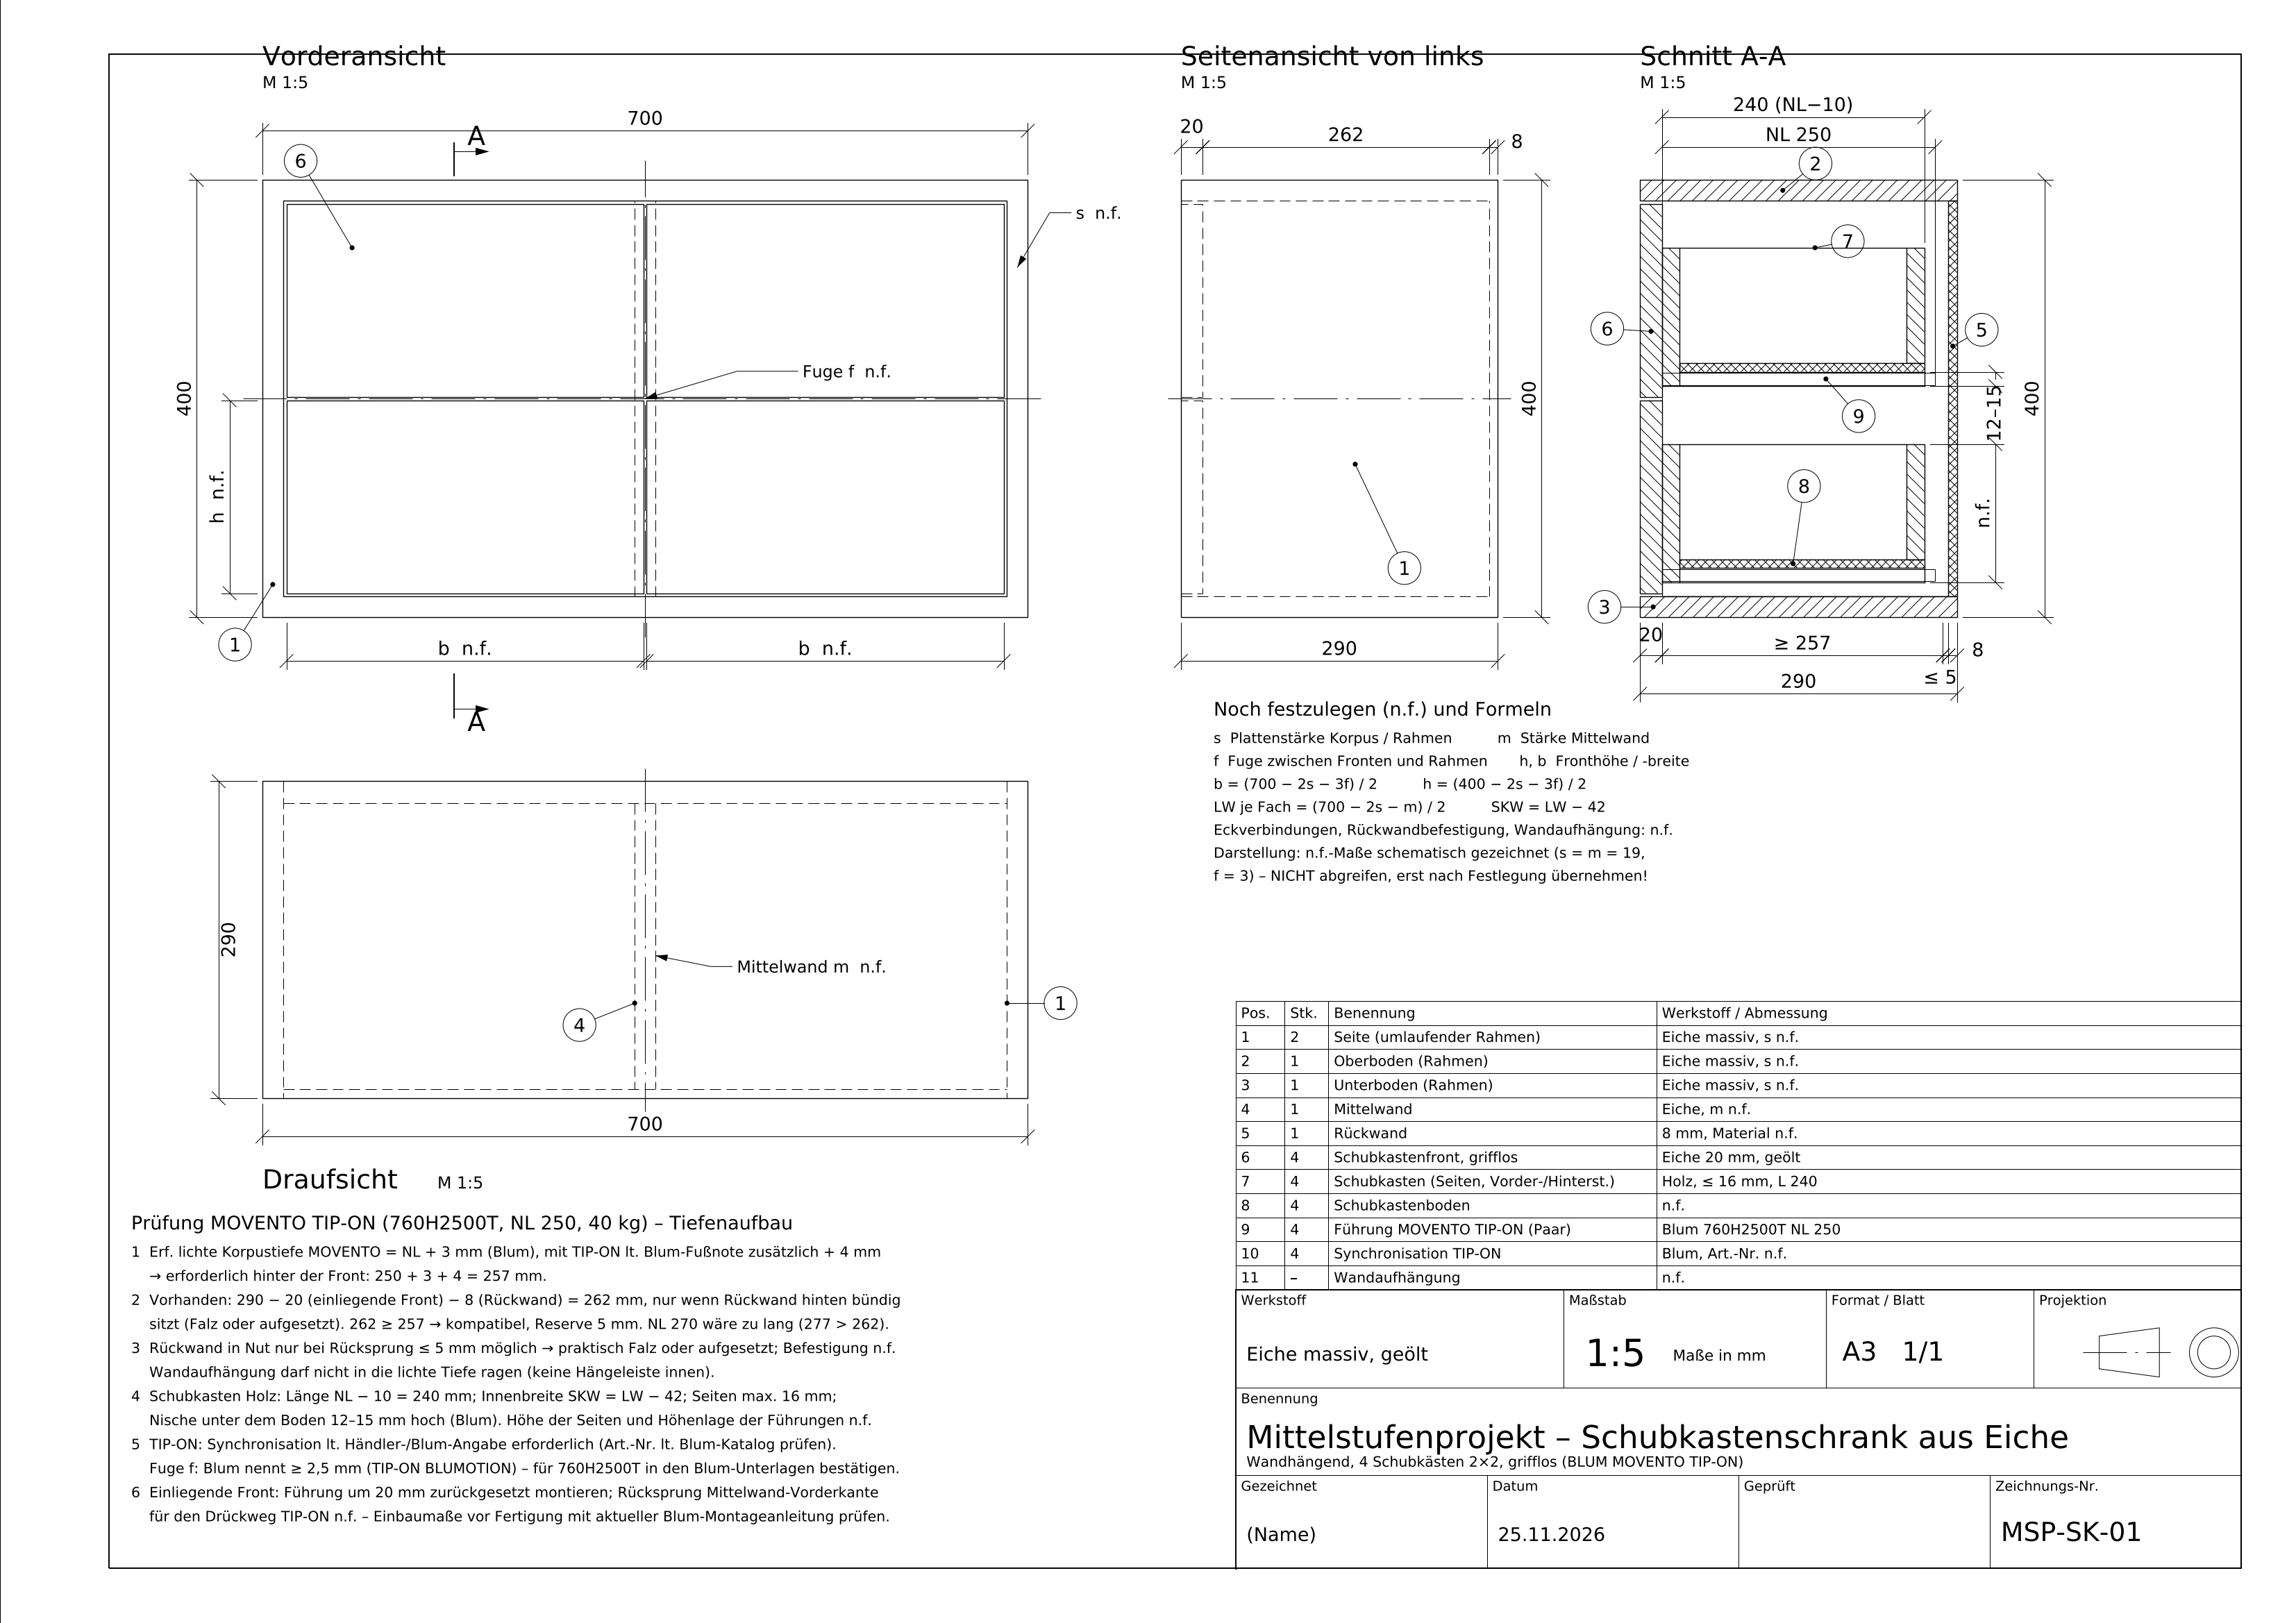 Vorderansicht
M 1:5
700
A
6
s  n.f.
Fuge f  n.f.
400
h  n.f.
1
b  n.f.
b  n.f.
A
Seitenansicht von links
M 1:5
20
262
8
400
1
290
Schnitt A-A
M 1:5
240 (NL−10)
NL 250
2
7
6
5
12–15
400
9
8
n.f.
3
20
≥ 257
8
≤ 5
290
Noch festzulegen (n.f.) und Formeln
s  Plattenstärke Korpus / Rahmen          m  Stärke Mittelwand
f  Fuge zwischen Fronten und Rahmen       h, b  Fronthöhe / -breite
b = (700 − 2s − 3f) / 2          h = (400 − 2s − 3f) / 2
LW je Fach = (700 − 2s − m) / 2          SKW = LW − 42
Eckverbindungen, Rückwandbefestigung, Wandaufhängung: n.f.
Darstellung: n.f.-Maße schematisch gezeichnet (s = m = 19,
f = 3) – NICHT abgreifen, erst nach Festlegung übernehmen!
290
Mittelwand m  n.f.
4
1
700
Draufsicht
M 1:5
Prüfung MOVENTO TIP-ON (760H2500T, NL 250, 40 kg) – Tiefenaufbau
1  Erf. lichte Korpustiefe MOVENTO = NL + 3 mm (Blum), mit TIP-ON lt. Blum-Fußnote zusätzlich + 4 mm
→ erforderlich hinter der Front: 250 + 3 + 4 = 257 mm.
2  Vorhanden: 290 − 20 (einliegende Front) − 8 (Rückwand) = 262 mm, nur wenn Rückwand hinten bündig
sitzt (Falz oder aufgesetzt). 262 ≥ 257 → kompatibel, Reserve 5 mm. NL 270 wäre zu lang (277 > 262).
3  Rückwand in Nut nur bei Rücksprung ≤ 5 mm möglich → praktisch Falz oder aufgesetzt; Befestigung n.f.
Wandaufhängung darf nicht in die lichte Tiefe ragen (keine Hängeleiste innen).
4  Schubkasten Holz: Länge NL − 10 = 240 mm; Innenbreite SKW = LW − 42; Seiten max. 16 mm;
Nische unter dem Boden 12–15 mm hoch (Blum). Höhe der Seiten und Höhenlage der Führungen n.f.
5  TIP-ON: Synchronisation lt. Händler-/Blum-Angabe erforderlich (Art.-Nr. lt. Blum-Katalog prüfen).
Fuge f: Blum nennt ≥ 2,5 mm (TIP-ON BLUMOTION) – für 760H2500T in den Blum-Unterlagen bestätigen.
6  Einliegende Front: Führung um 20 mm zurückgesetzt montieren; Rücksprung Mittelwand-Vorderkante
für den Drückweg TIP-ON n.f. – Einbaumaße vor Fertigung mit aktueller Blum-Montageanleitung prüfen.
Pos.  Stk.  Benennung  Werkstoff / Abmessung
1  2  Seite (umlaufender Rahmen)  Eiche massiv, s n.f.
2  1  Oberboden (Rahmen)  Eiche massiv, s n.f.
3  1  Unterboden (Rahmen)  Eiche massiv, s n.f.
4  1  Mittelwand  Eiche, m n.f.
5  1  Rückwand  8 mm, Material n.f.
6  4  Schubkastenfront, grifflos  Eiche 20 mm, geölt
7  4  Schubkasten (Seiten, Vorder-/Hinterst.)  Holz, ≤ 16 mm, L 240
8  4  Schubkastenboden  n.f.
9  4  Führung MOVENTO TIP-ON (Paar)  Blum 760H2500T NL 250
10  4  Synchronisation TIP-ON  Blum, Art.-Nr. n.f.
11  –  Wandaufhängung  n.f.
Werkstoff  Maßstab  Format / Blatt  Projektion
Eiche massiv, geölt  1:5  Maße in mm  A3   1/1
Benennung
Mittelstufenprojekt – Schubkastenschrank aus Eiche
Wandhängend, 4 Schubkästen 2×2, grifflos (BLUM MOVENTO TIP-ON)
Gezeichnet  Datum  Geprüft  Zeichnungs-Nr.
(Name)  25.11.2026  MSP-SK-01